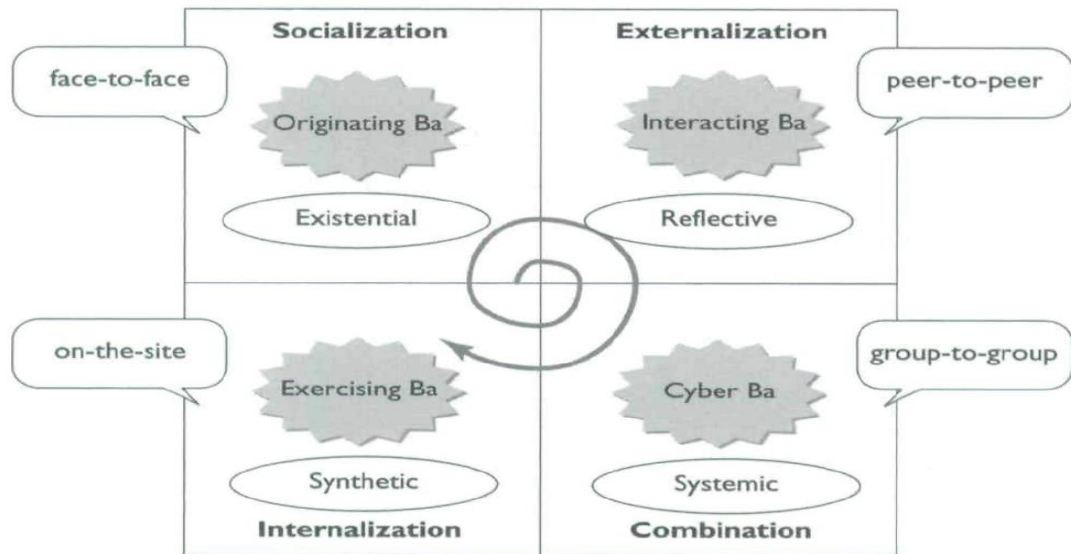 Socialization
Externalization
face-to-face
peer-to-peer
Originating Ba
Interacting Ba
Existential
Reflective
on-the-site
group-to-group
Exercising Ba
Cyber Ba
Synthetic
Systemic
Internalization
Combination